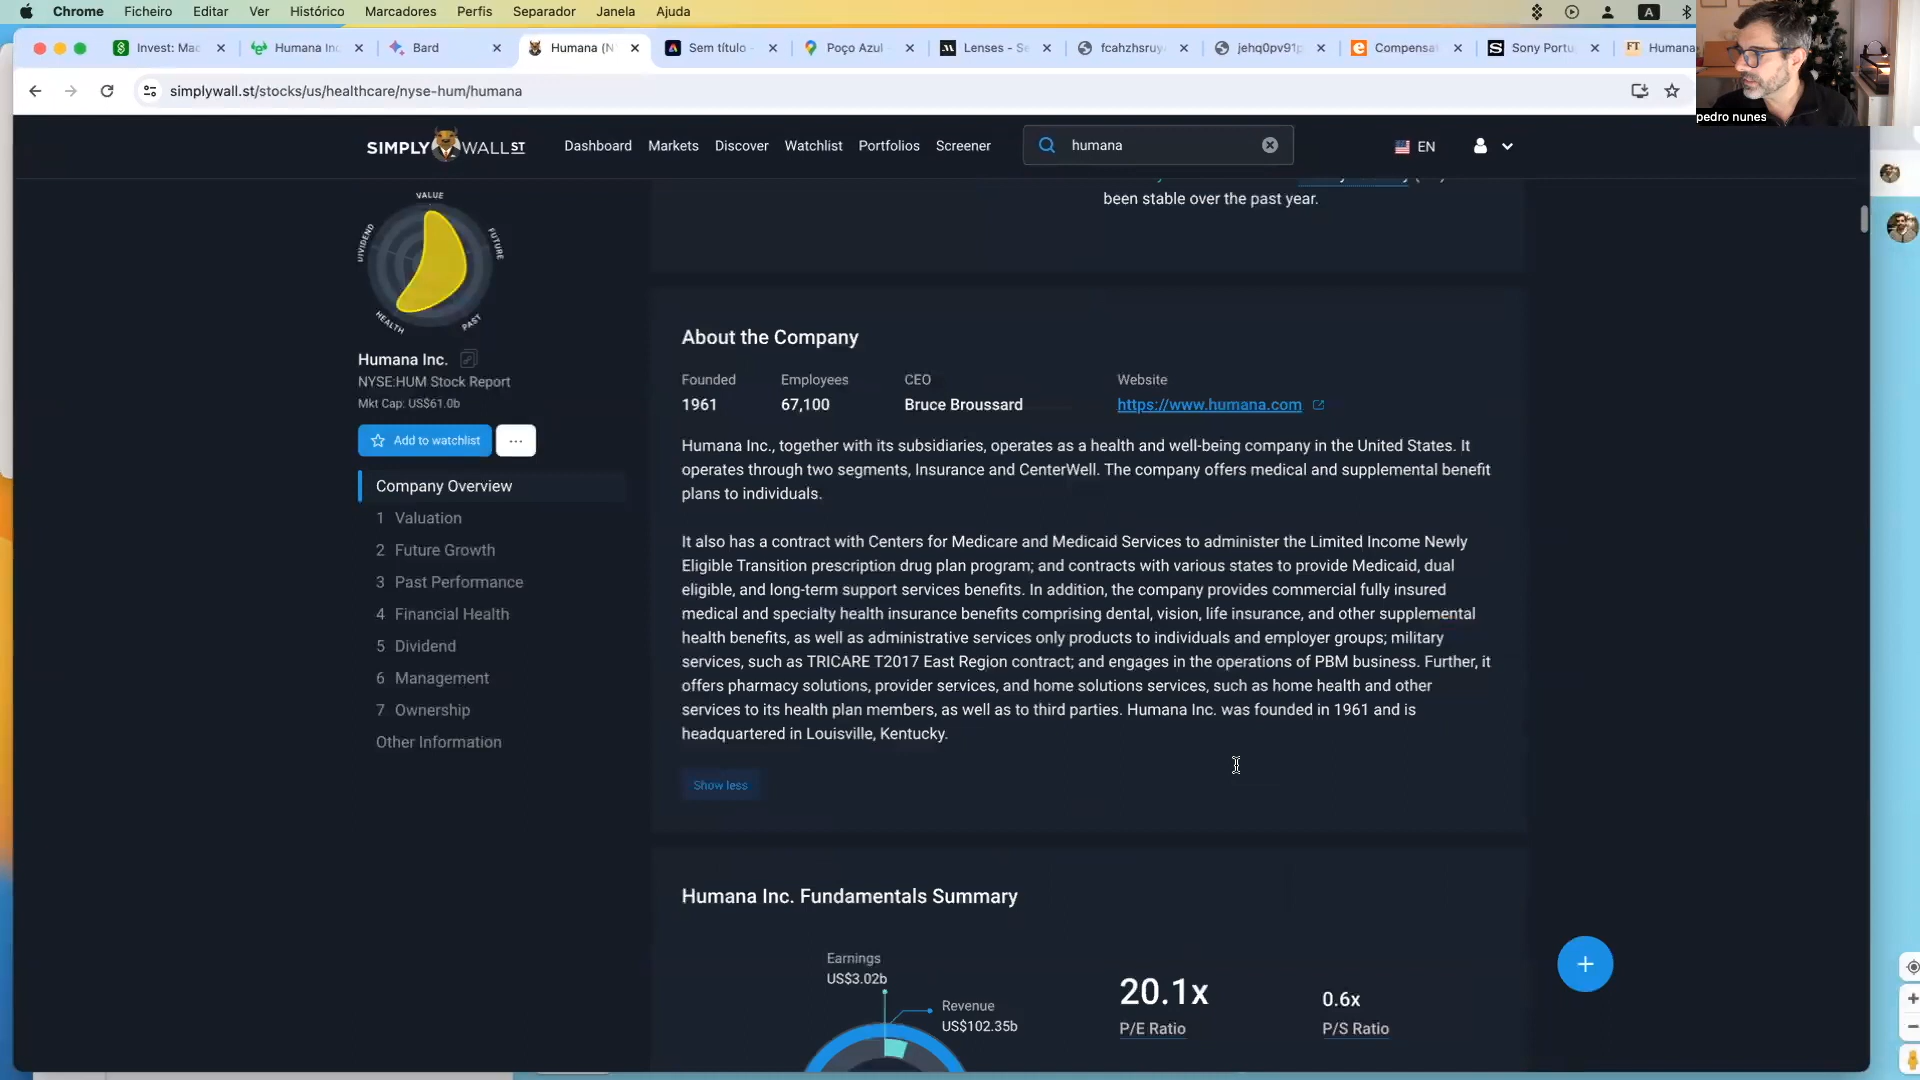 Chrome Ficheiro Editar Ver Histórico Marcadores Perfis Separador Janela Ajuda
A
Invest: Mac
Humana Inc
Bard
Humana (N
Sem título
Poço Azul
Lenses - Se
fcahzhsruy
jehq0pv91p
Compensat
Sony Portu
FT Humana
simplywall.st/stocks/us/healthcare/nyse-hum/humana
pedro nunes
SIMPLY WALL ST
Dashboard Markets Discover Watchlist Portfolios Screener
humana
EN
been stable over the past year.
VALUE
FUTURE
PAST
HEALTH
DIVIDEND
Humana Inc.
NYSE:HUM Stock Report
Mkt Cap: US$61.0b
Add to watchlist
...
Company Overview
1 Valuation
2 Future Growth
3 Past Performance
4 Financial Health
5 Dividend
6 Management
7 Ownership
Other Information
About the Company
Founded Employees CEO Website
1961 67,100 Bruce Broussard https://www.humana.com
Humana Inc., together with its subsidiaries, operates as a health and well-being company in the United States. It
operates through two segments, Insurance and CenterWell. The company offers medical and supplemental benefit
plans to individuals.
It also has a contract with Centers for Medicare and Medicaid Services to administer the Limited Income Newly
Eligible Transition prescription drug plan program; and contracts with various states to provide Medicaid, dual
eligible, and long-term support services benefits. In addition, the company provides commercial fully insured
medical and specialty health insurance benefits comprising dental, vision, life insurance, and other supplemental
health benefits, as well as administrative services only products to individuals and employer groups; military
services, such as TRICARE T2017 East Region contract; and engages in the operations of PBM business. Further, it
offers pharmacy solutions, provider services, and home solutions services, such as home health and other
services to its health plan members, as well as to third parties. Humana Inc. was founded in 1961 and is
headquartered in Louisville, Kentucky.
Show less
Humana Inc. Fundamentals Summary
Earnings
US$3.02b
Revenue
US$102.35b
20.1x
P/E Ratio
0.6x
P/S Ratio